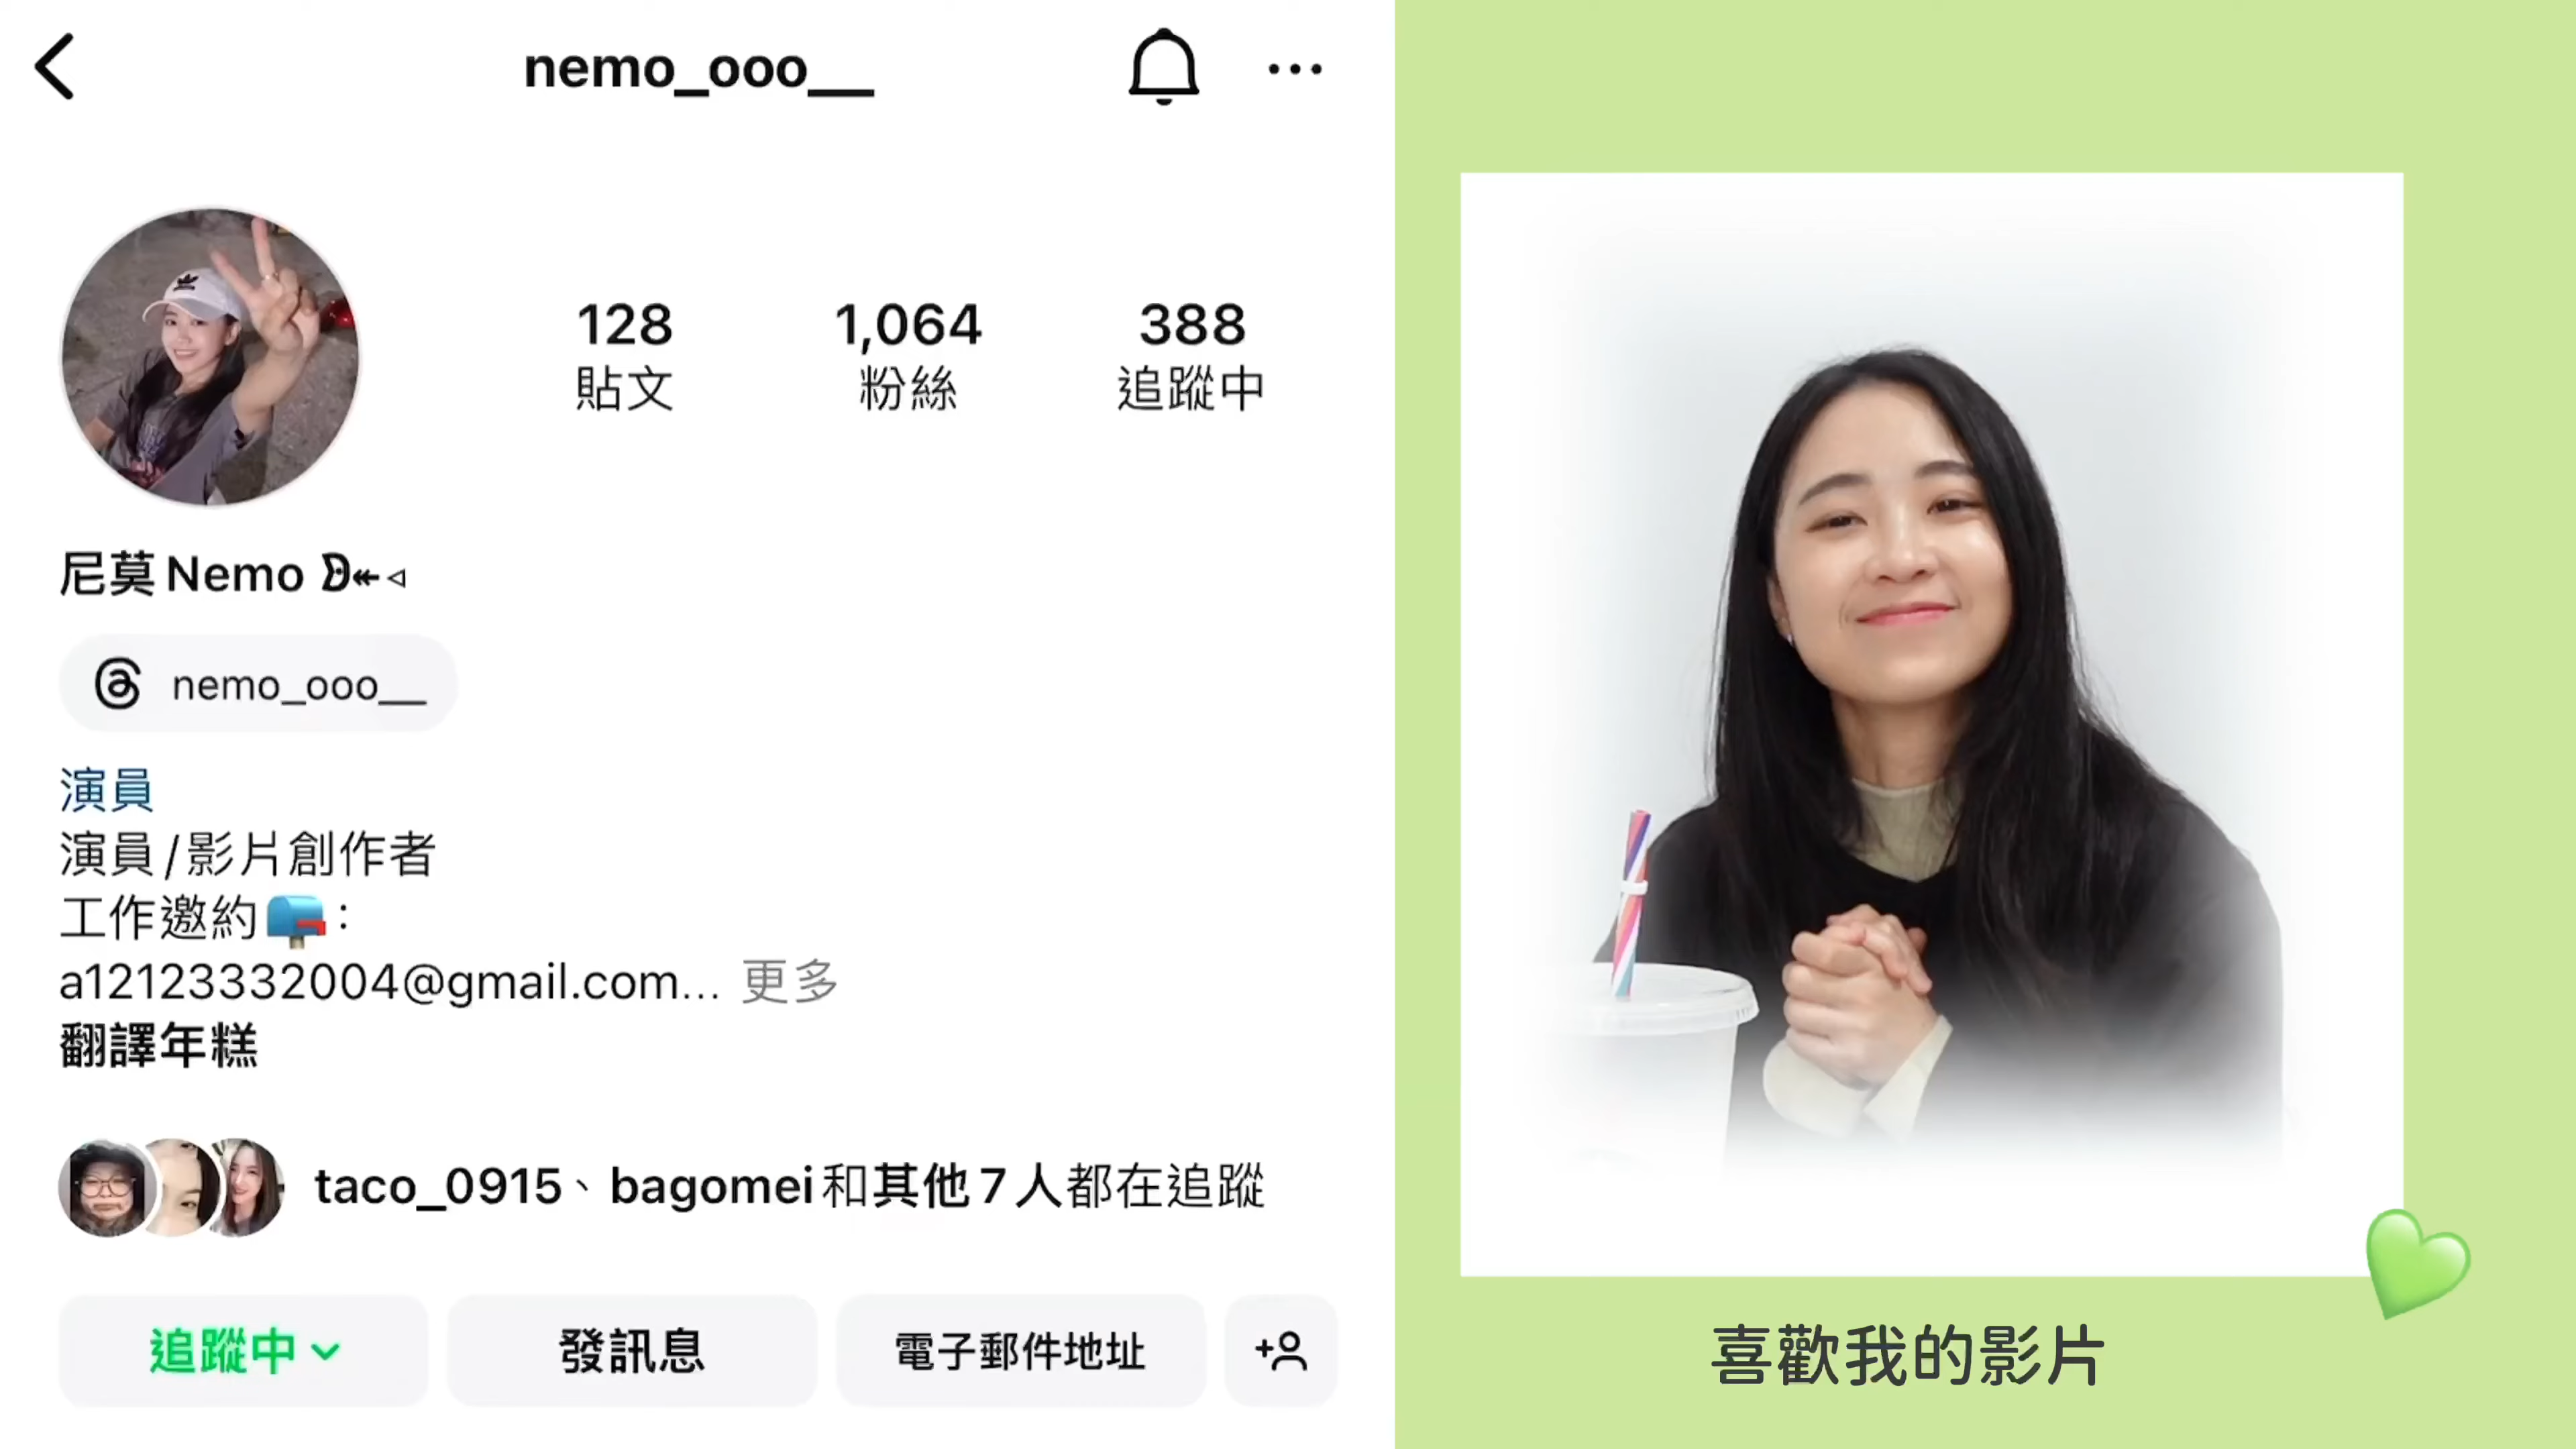 nemo_ooo__
128
貼文
1,064
粉絲
388
追蹤中
尼莫 Nemo
nemo_ooo__
演員
演員/影片創作者
工作邀約📪：
a12123332004@gmail.com... 更多
翻譯年糕
taco_0915、bagomei和其他 7 人都在追蹤
追蹤中
發訊息
電子郵件地址
喜歡我的影片